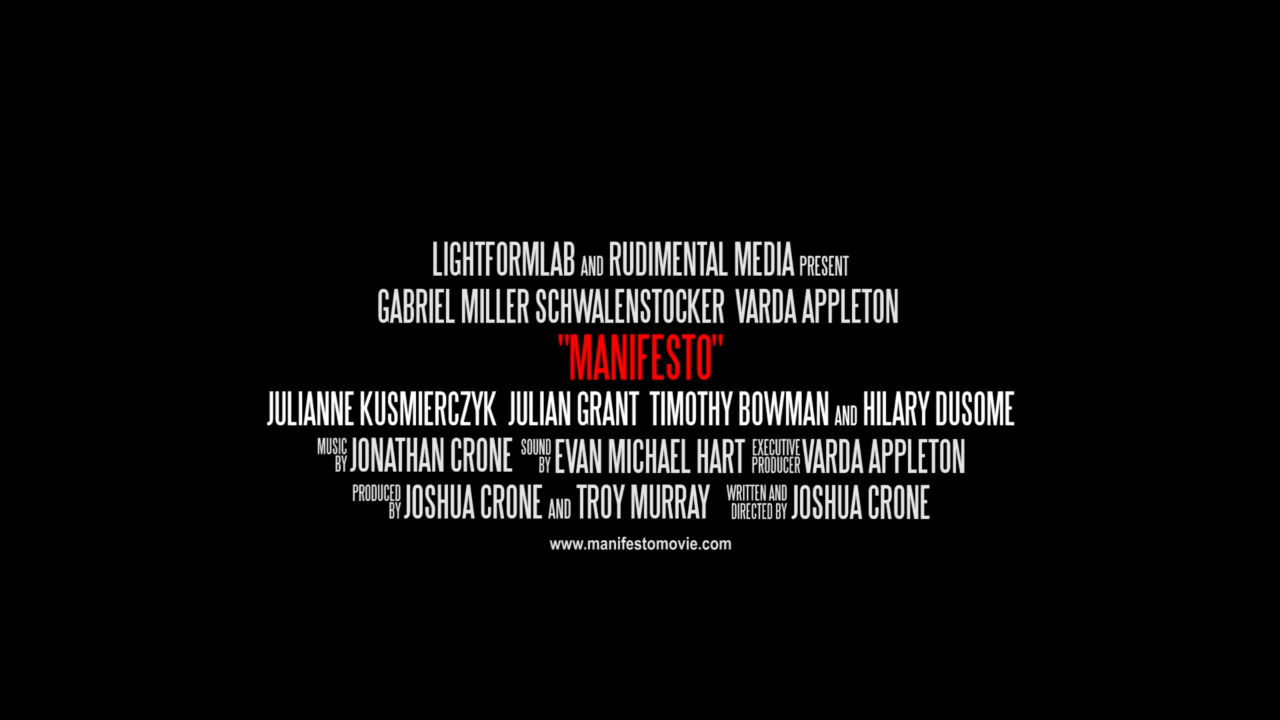 LIGHTFORMLAB AND RUDIMENTAL MEDIA PRESENT
GABRIEL MILLER SCHWALENSTOCKER VARDA APPLETON
"MANIFESTO"
JULIANNE KUSMIERCZYK JULIAN GRANT TIMOTHY BOWMAN AND HILARY DUSOME
MUSIC BY JONATHAN CRONE SOUND BY EVAN MICHAEL HART EXECUTIVE PRODUCER VARDA APPLETON
PRODUCED BY JOSHUA CRONE AND TROY MURRAY WRITTEN AND DIRECTED BY JOSHUA CRONE
www.manifestomovie.com